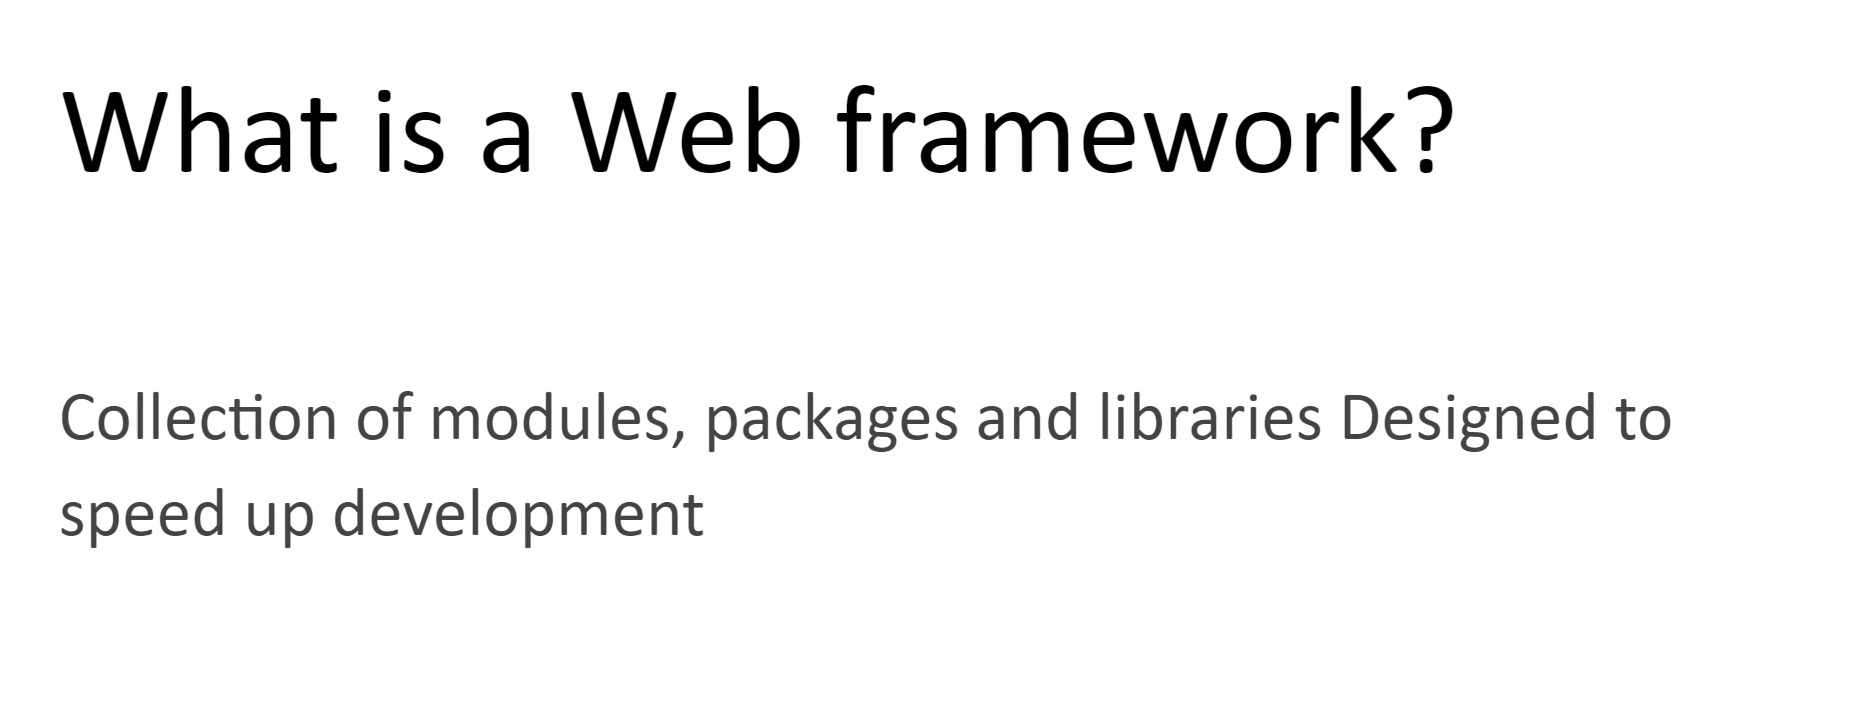 What is a Web framework?
Collection of modules, packages and libraries Designed to
speed up development